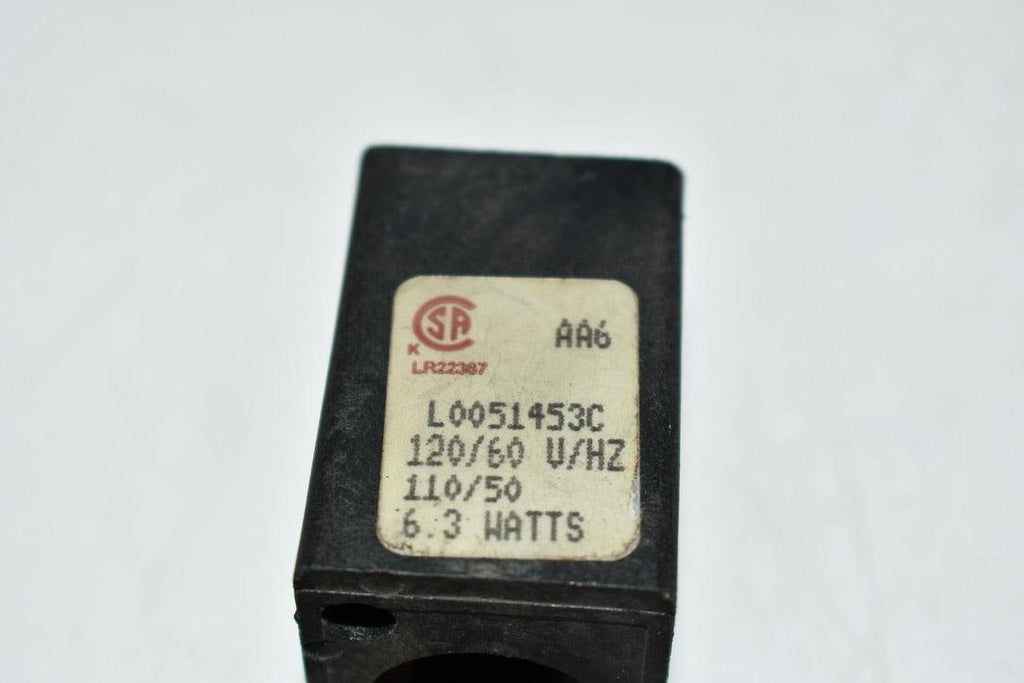 CSA
AA6
K
LR22387
L0051453C
120/60 V/HZ
110/50
6.3 WATTS